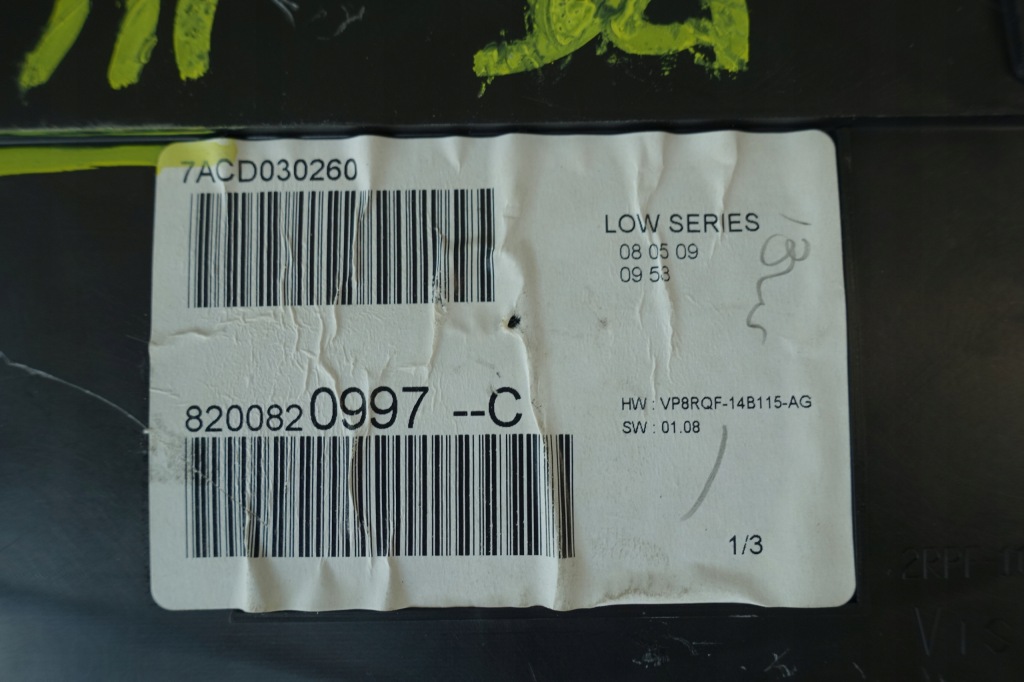 7ACD030260
LOW SERIES
08 05 09
09 53
8200820997 --C
HW : VP8RQF-14B115-AG
SW : 01.08
1/3